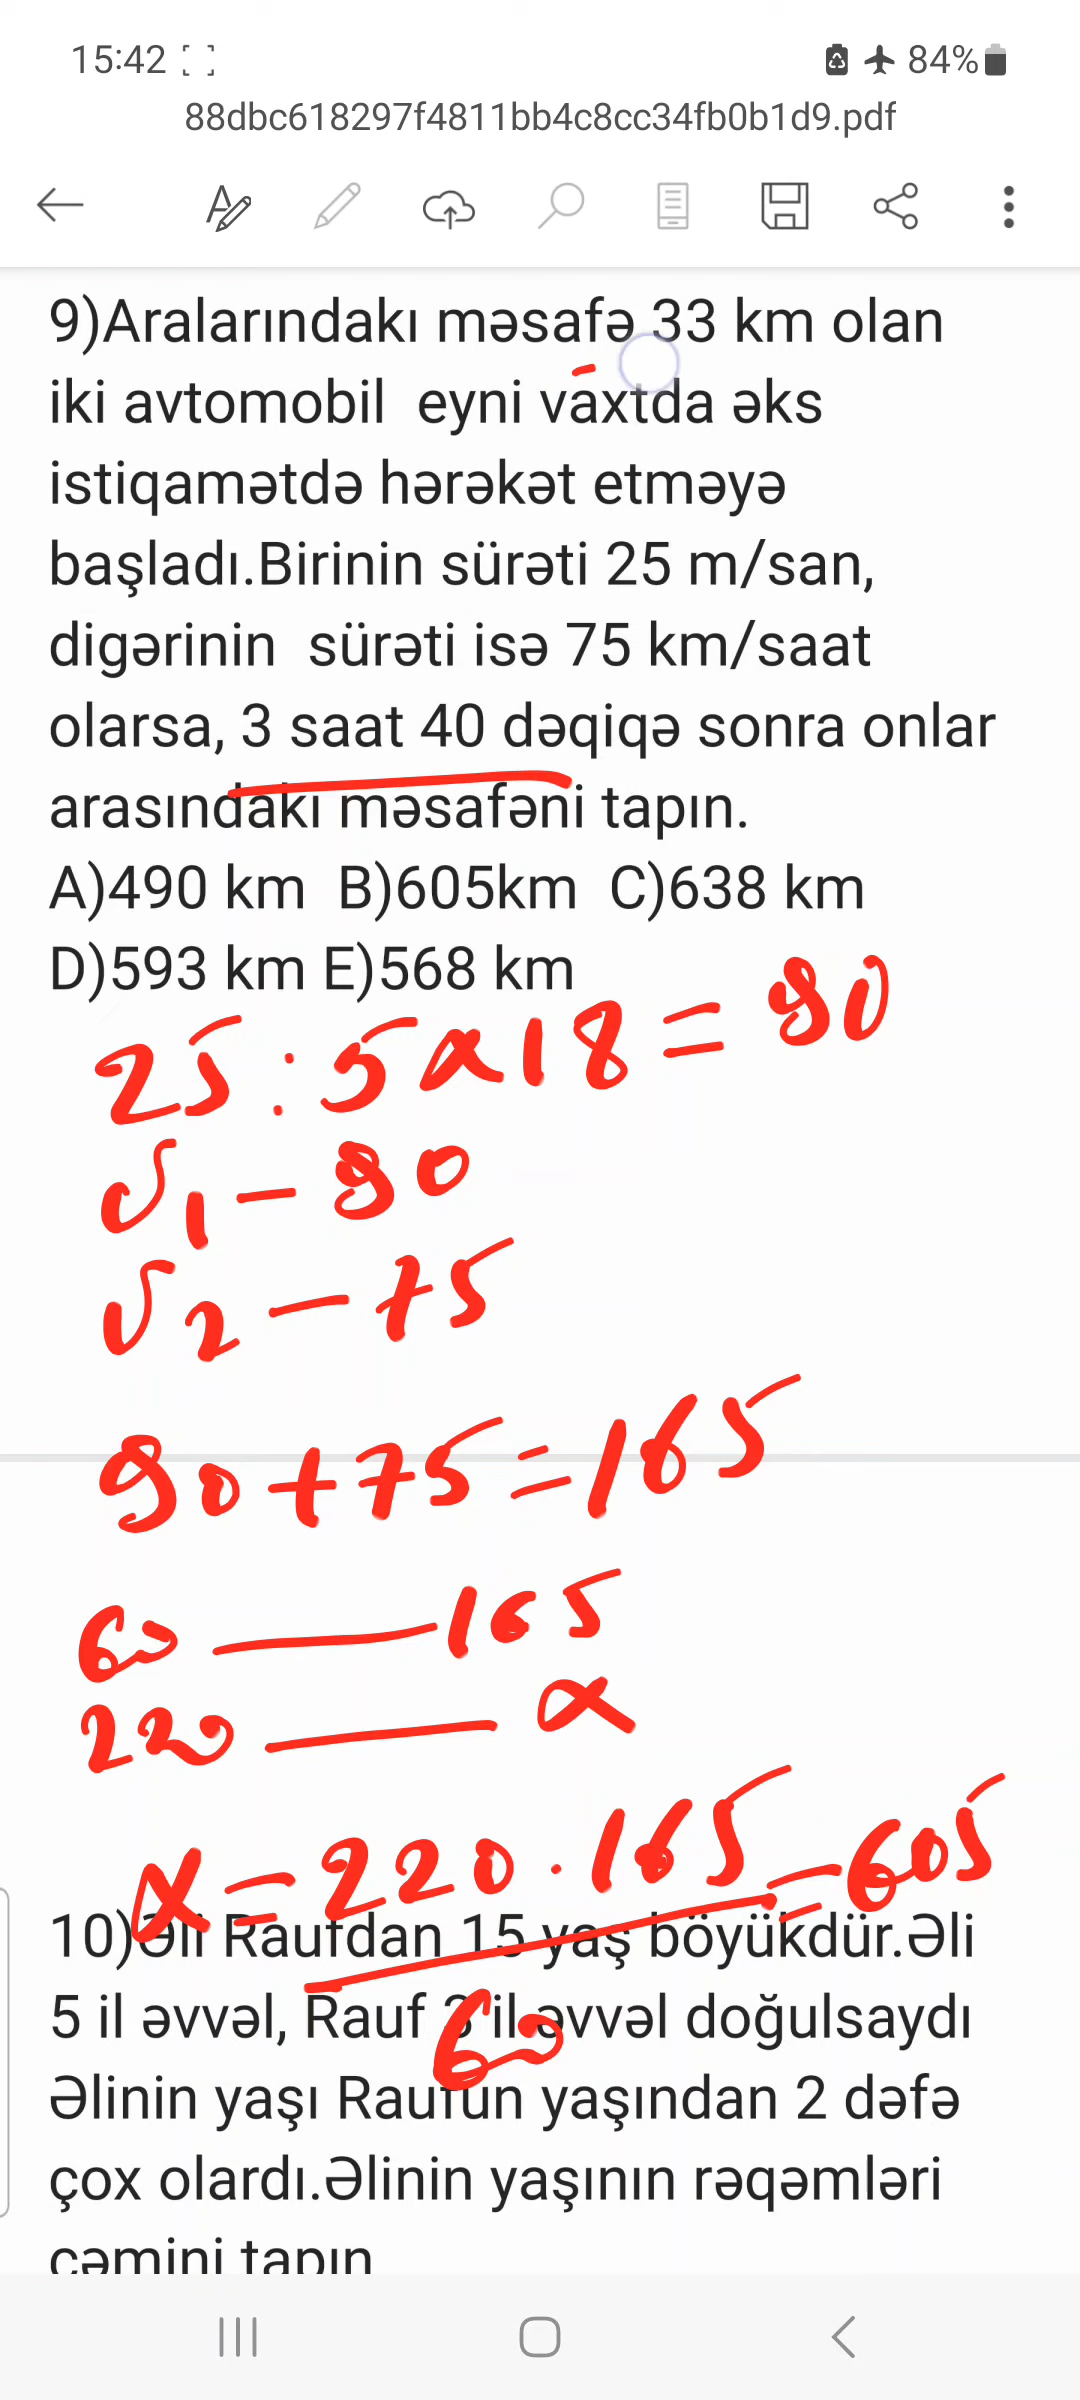 15:42
84%
88dbc618297f4811bb4c8cc34fb0b1d9.pdf
9)Aralarındakı məsafə 33 km olan
iki avtomobil eyni vaxtda əks
istiqamətdə hərəkət etməyə
başladı.Birinin sürəti 25 m/san,
digərinin sürəti isə 75 km/saat
olarsa, 3 saat 40 dəqiqə sonra onlar
arasındakı məsafəni tapın.
A)490 km B)605km C)638 km
D)593 km E)568 km
25:5x18=90
v1-90
v2-75
90+75=165
60 — 165
220 — x
x=220·165=605
60
10)Əli Raufdan 15 yaş böyükdür.Əli
5 il əvvəl, Rauf 3 il əvvəl doğulsaydı
Əlinin yaşı Raufun yaşından 2 dəfə
çox olardı.Əlinin yaşının rəqəmləri
cəmini tapın